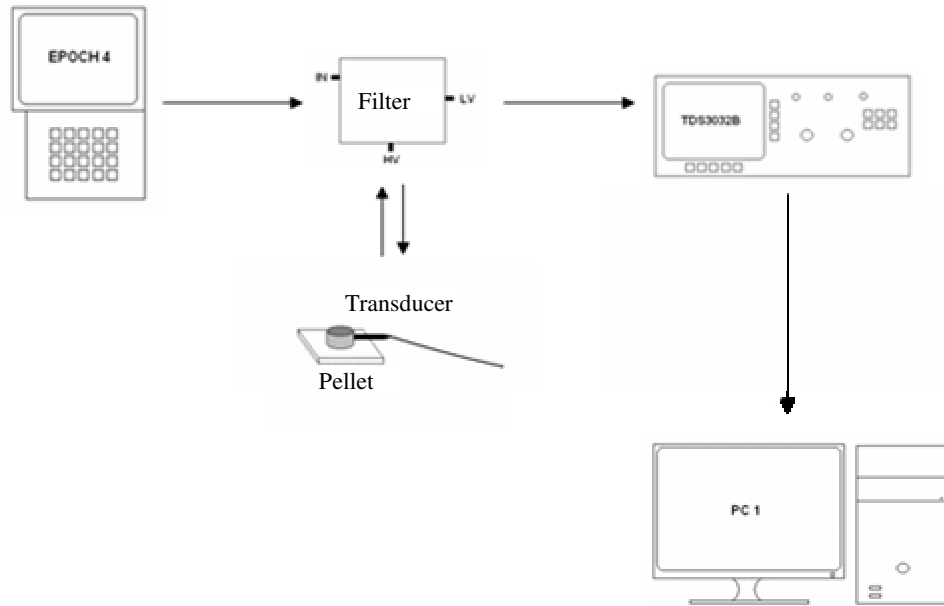 EPOCH 4
IN
Filter
LV
HV
TDS3032B
Transducer
Pellet
PC 1